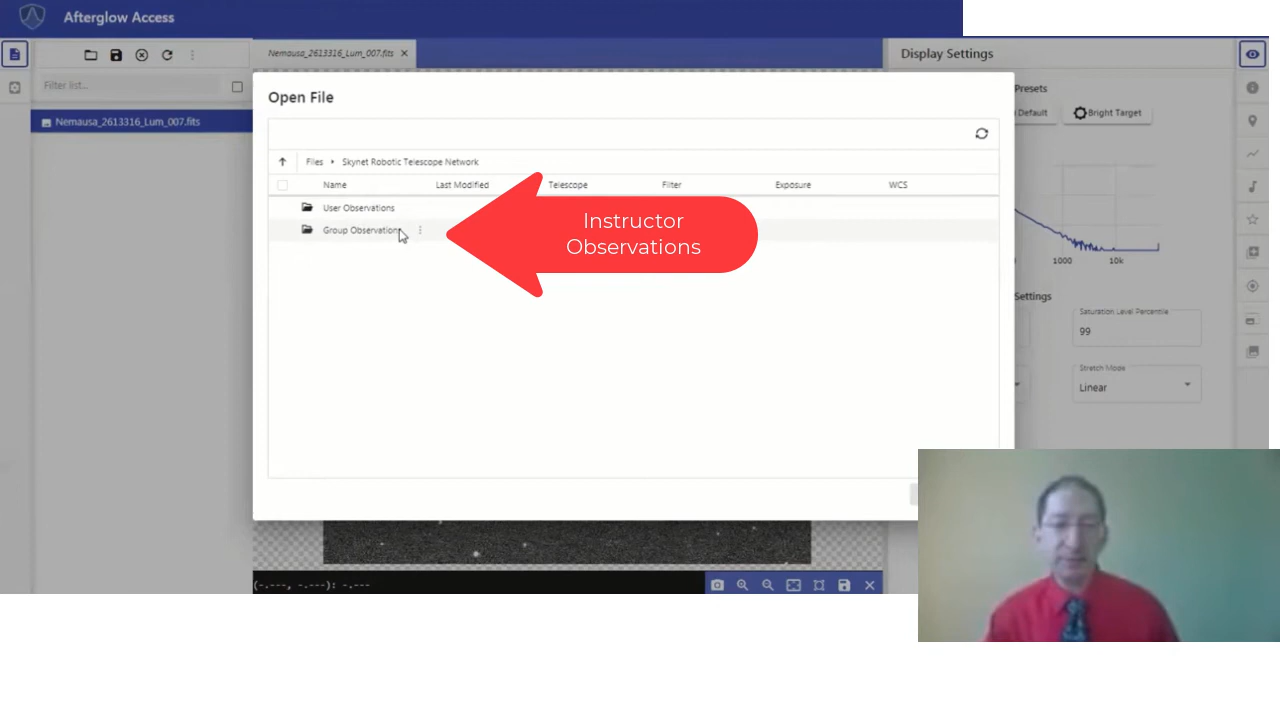 Afterglow Access
Nemausa_2613316_Lum_007.fits
Display Settings
Filter list...
Nemausa_2613316_Lum_007.fits
Open File
Presets
Default
Bright Target
Files
Skynet Robotic Telescope Network
Name
Last Modified
Telescope
Filter
Exposure
WCS
User Observations
Group Observations
Instructor
Observations
1000
10k
Settings
Saturation Level Percentile
99
Stretch Mode
Linear
(-.---, -.---): -.---